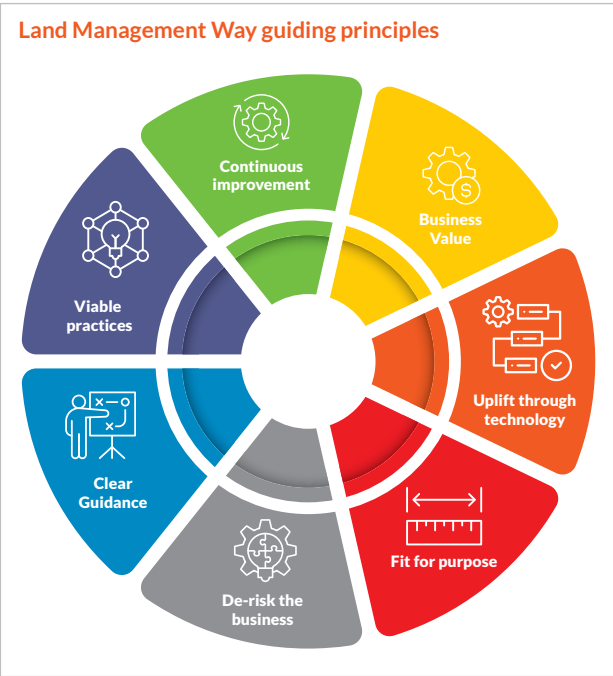 Land Management Way guiding principles
Continuous
improvement
Business
Value
Uplift through
technology
Fit for purpose
De-risk the
business
Clear
Guidance
Viable
practices
$